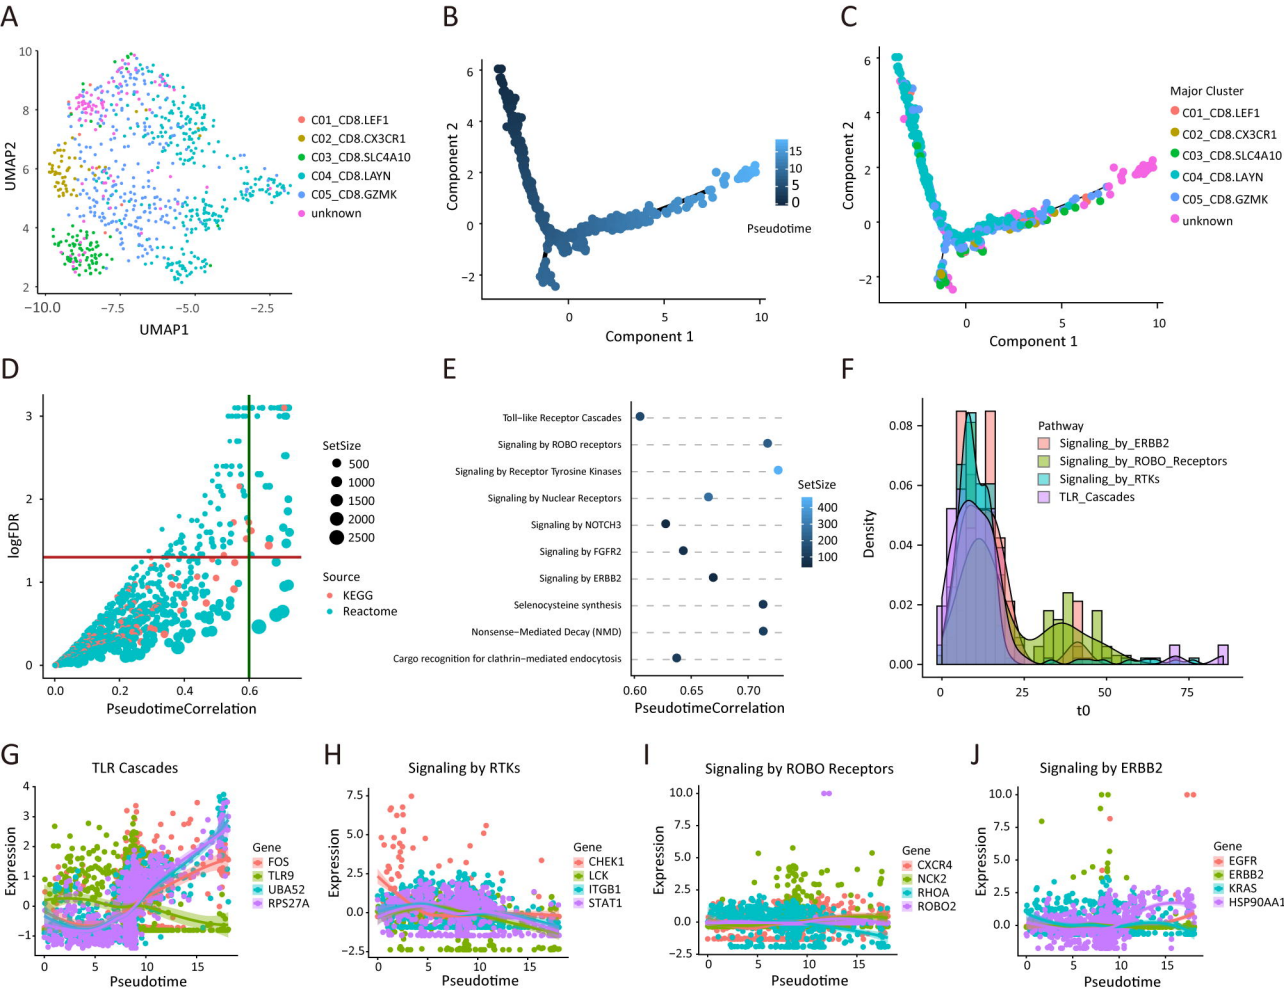 A
10
8
6
4
2
UMAP2
−10.0
−7.5
−5.0
−2.5
UMAP1
C01_CD8.LEF1
C02_CD8.CX3CR1
C03_CD8.SLC4A10
C04_CD8.LAYN
C05_CD8.GZMK
unknown
B
6
4
2
0
−2
Component 2
0
5
10
Component 1
15
10
5
0
Pseudotime
C
6
4
2
0
−2
Component 2
0
5
10
Component 1
Major Cluster
C01_CD8.LEF1
C02_CD8.CX3CR1
C03_CD8.SLC4A10
C04_CD8.LAYN
C05_CD8.GZMK
unknown
D
3
2
1
0
logFDR
0.0
0.2
0.4
0.6
PseudotimeCorrelation
SetSize
500
1000
1500
2000
2500
Source
KEGG
Reactome
E
Toll−like Receptor Cascades
Signaling by ROBO receptors
Signaling by Receptor Tyrosine Kinases
Signaling by Nuclear Receptors
Signaling by NOTCH3
Signaling by FGFR2
Signaling by ERBB2
Selenocysteine synthesis
Nonsense−Mediated Decay (NMD)
Cargo recognition for clathrin−mediated endocytosis
0.60
0.65
0.70
PseudotimeCorrelation
SetSize
400
300
200
100
F
0.08
0.06
0.04
0.02
0.00
Density
0
25
50
75
t0
Pathway
Signaling_by_ERBB2
Signaling_by_ROBO_Receptors
Signaling_by_RTKs
TLR_Cascades
G
TLR Cascades
4
3
2
1
0
−1
Expression
0
5
10
15
Pseudotime
Gene
FOS
TLR9
UBA52
RPS27A
H
Signaling by RTKs
7.5
5.0
2.5
0.0
−2.5
Expression
0
5
10
15
Pseudotime
Gene
CHEK1
LCK
ITGB1
STAT1
I
Signaling by ROBO Receptors
10.0
7.5
5.0
2.5
0.0
−2.5
Expression
0
5
10
15
Pseudotime
Gene
CXCR4
NCK2
RHOA
ROBO2
J
Signaling by ERBB2
10.0
7.5
5.0
2.5
0.0
Expression
0
5
10
15
Pseudotime
Gene
EGFR
ERBB2
KRAS
HSP90AA1